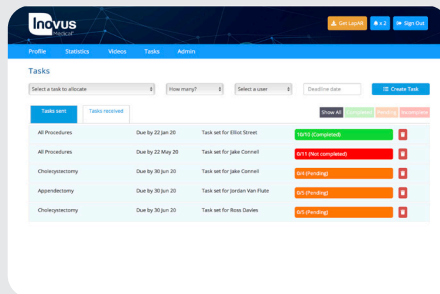 Inovus
Medical
Get LapAR
x 2
Sign Out
Profile Statistics Videos Tasks Admin
Tasks
Select a task to allocate How many? Select a user Deadline date Create Task
Tasks sent Tasks received Show All Completed Pending Incomplete
All Procedures Due by 22 Jan 20 Task set for Elliot Street 10/10 (Completed)
All Procedures Due by 22 May 20 Task set for Jake Connell 0/11 (Not completed)
Cholecystectomy Due by 30 Jun 20 Task set for Jake Connell 0/4 (Pending)
Appendectomy Due by 30 Jun 20 Task set for Jordan Van Flute 0/5 (Pending)
Cholecystectomy Due by 30 Jun 20 Task set for Ross Davies 0/5 (Pending)